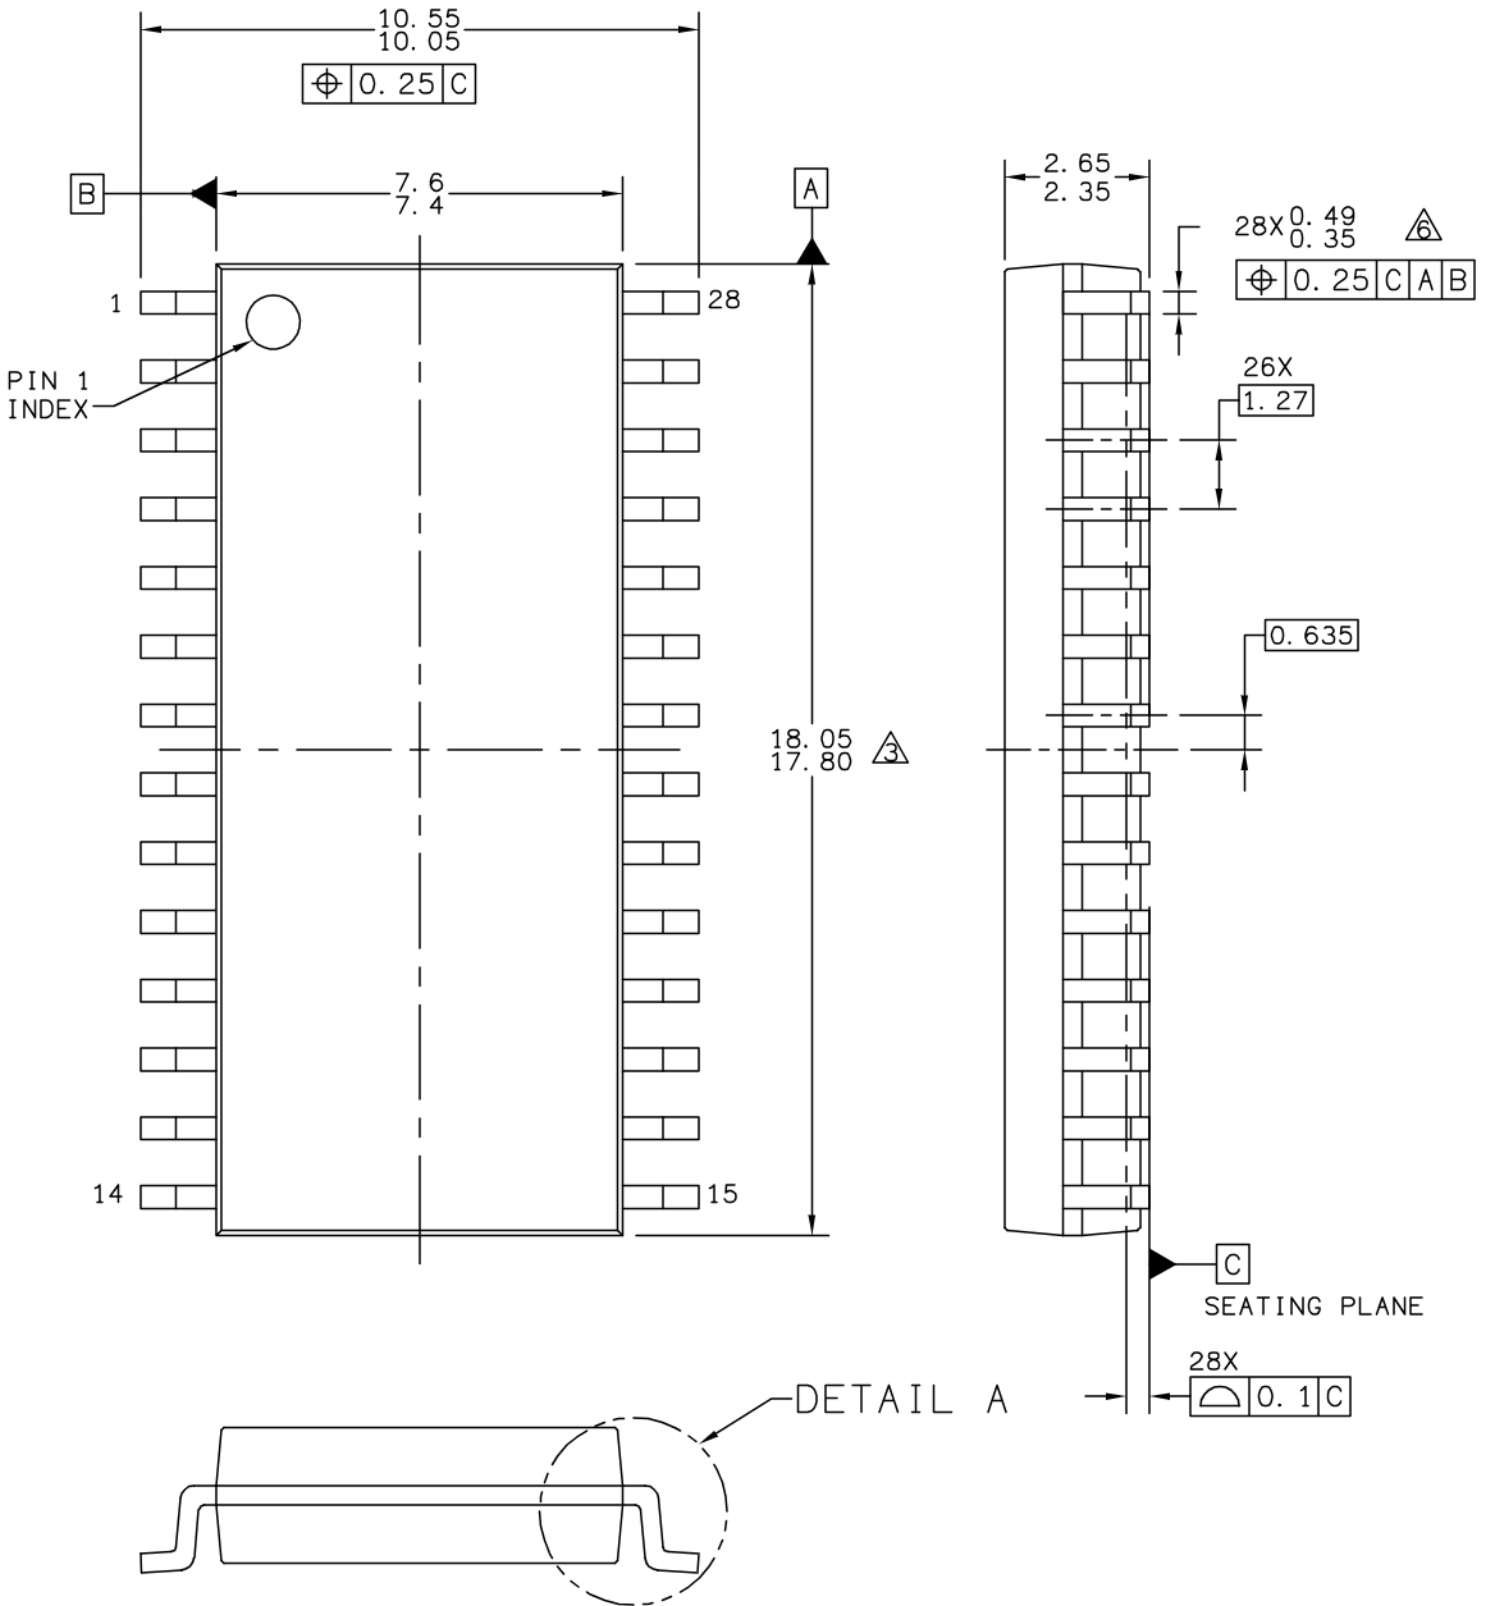 10.55
10.05
⌖ 0.25 C
B
7.6
7.4
A
2.65
2.35
28X 0.49
0.35
6
⌖ 0.25 C A B
1
28
PIN 1
INDEX
26X
1.27
0.635
18.05
17.80
3
14
15
C
SEATING PLANE
28X
⌓ 0.1 C
DETAIL A